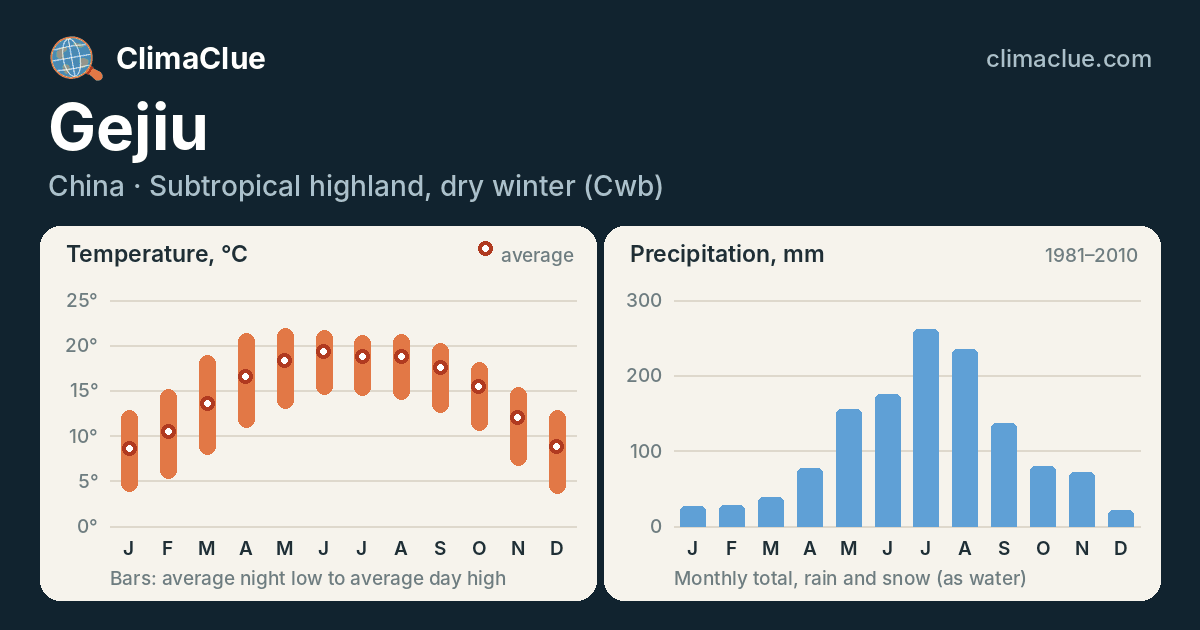 ClimaClue
climaclue.com
Gejiu
China · Subtropical highland, dry winter (Cwb)
Temperature, °C
average
25°
20°
15°
10°
5°
0°
J F M A M J J A S O N D
Bars: average night low to average day high
Precipitation, mm
1981–2010
300
200
100
0
J F M A M J J A S O N D
Monthly total, rain and snow (as water)